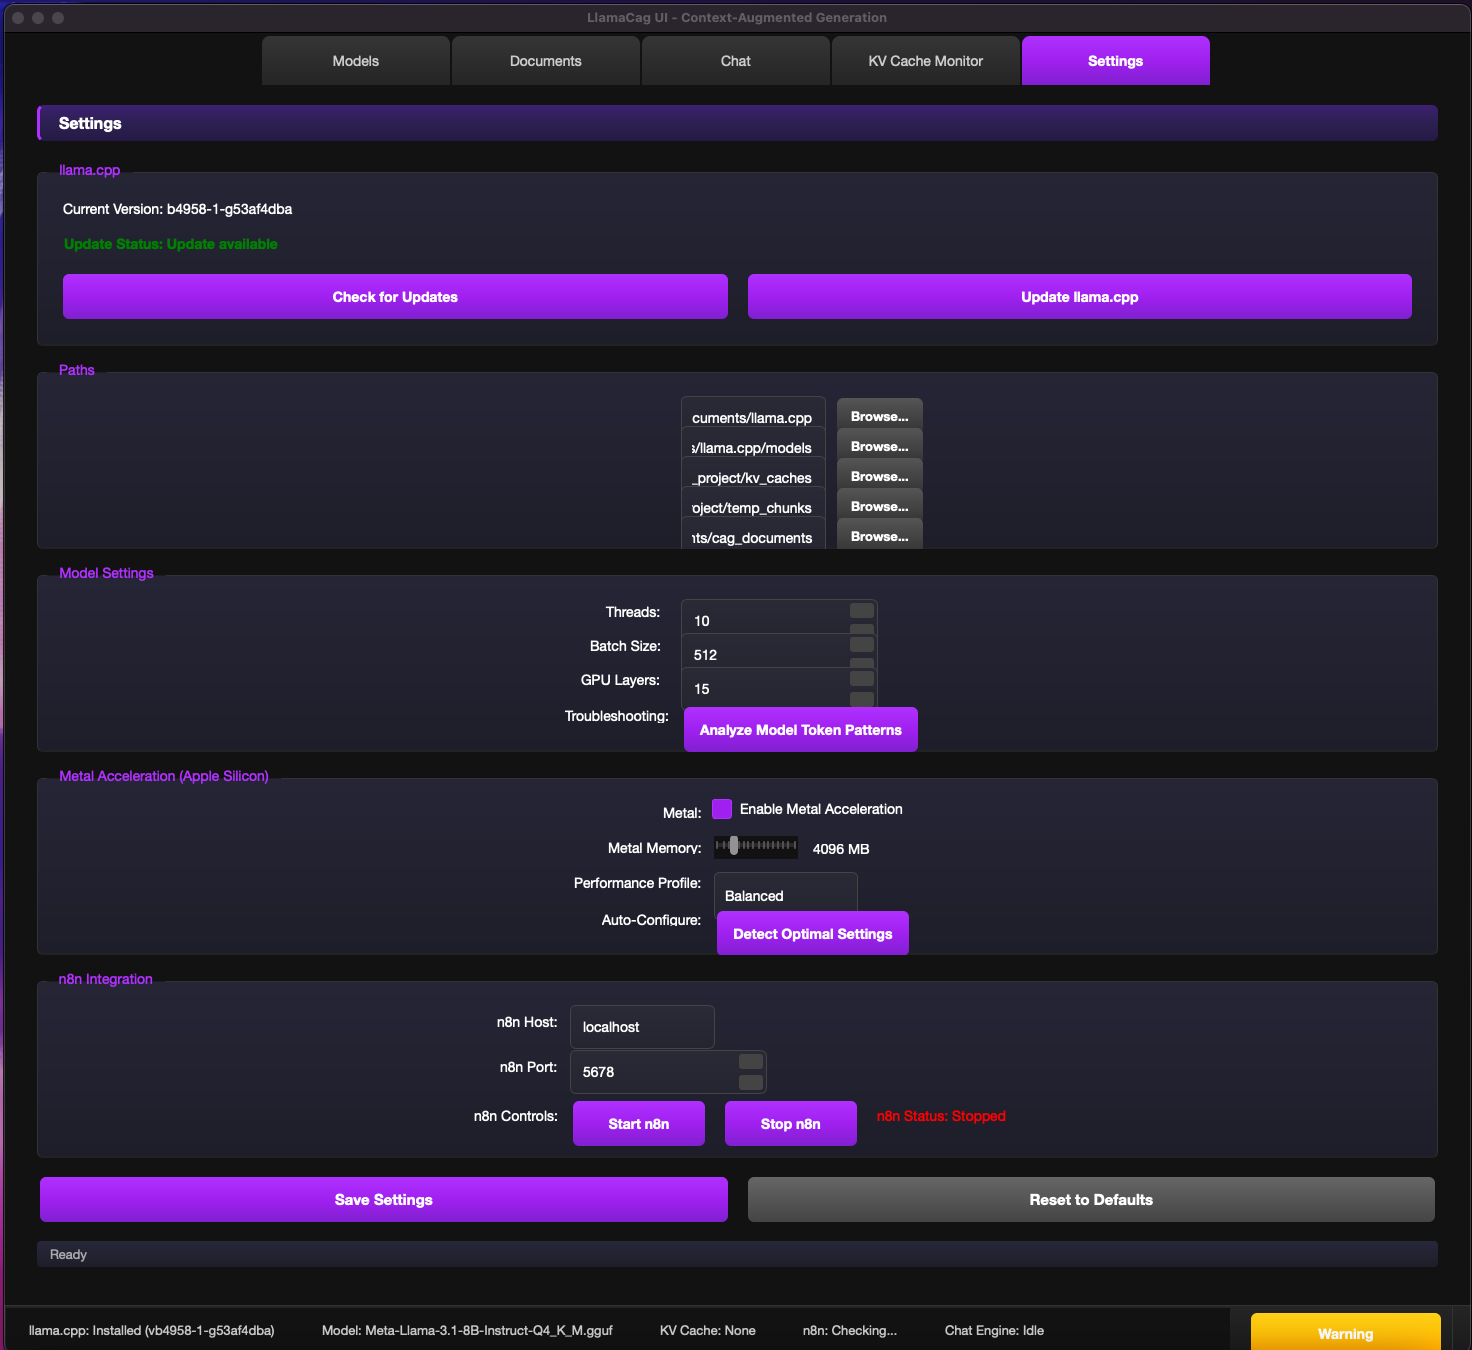 LlamaCag UI - Context-Augmented Generation
Models
Documents
Chat
KV Cache Monitor
Settings
Settings
llama.cpp
Current Version: b4958-1-g53af4dba
Update Status: Update available
Check for Updates
Update llama.cpp
Paths
cuments/llama.cpp
Browse...
s/llama.cpp/models
Browse...
_project/kv_caches
Browse...
oject/temp_chunks
Browse...
nts/cag_documents
Browse...
Model Settings
Threads:
10
Batch Size:
512
GPU Layers:
15
Troubleshooting:
Analyze Model Token Patterns
Metal Acceleration (Apple Silicon)
Metal:
Enable Metal Acceleration
Metal Memory:
4096 MB
Performance Profile:
Balanced
Auto-Configure:
Detect Optimal Settings
n8n Integration
n8n Host:
localhost
n8n Port:
5678
n8n Controls:
Start n8n
Stop n8n
n8n Status: Stopped
Save Settings
Reset to Defaults
Ready
llama.cpp: Installed (vb4958-1-g53af4dba)
Model: Meta-Llama-3.1-8B-Instruct-Q4_K_M.gguf
KV Cache: None
n8n: Checking...
Chat Engine: Idle
Warning